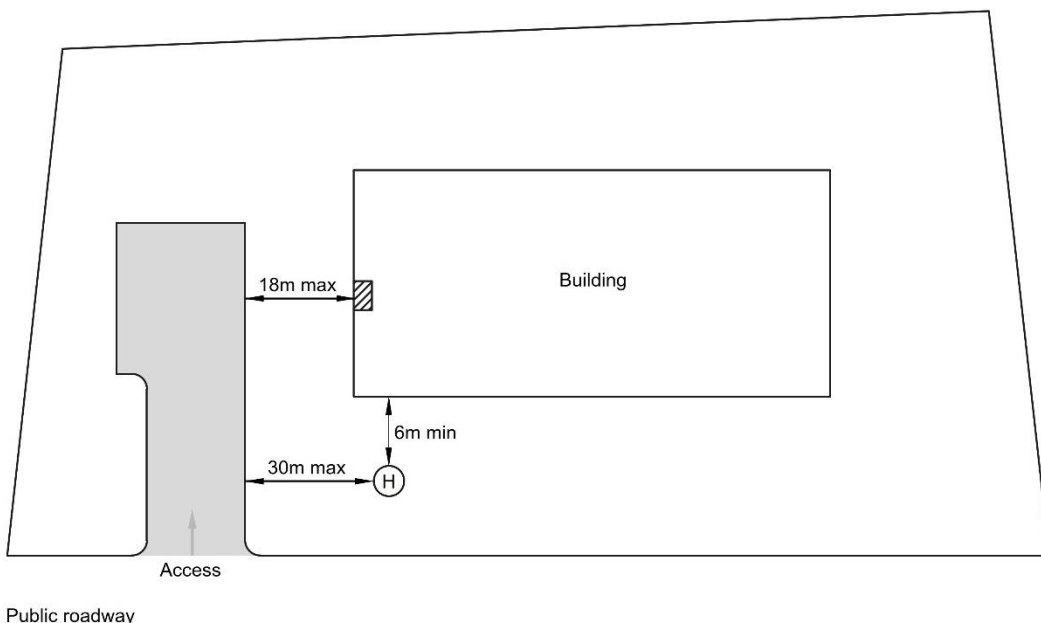 Building
18m max
6m min
30m max
H
Access
Public roadway